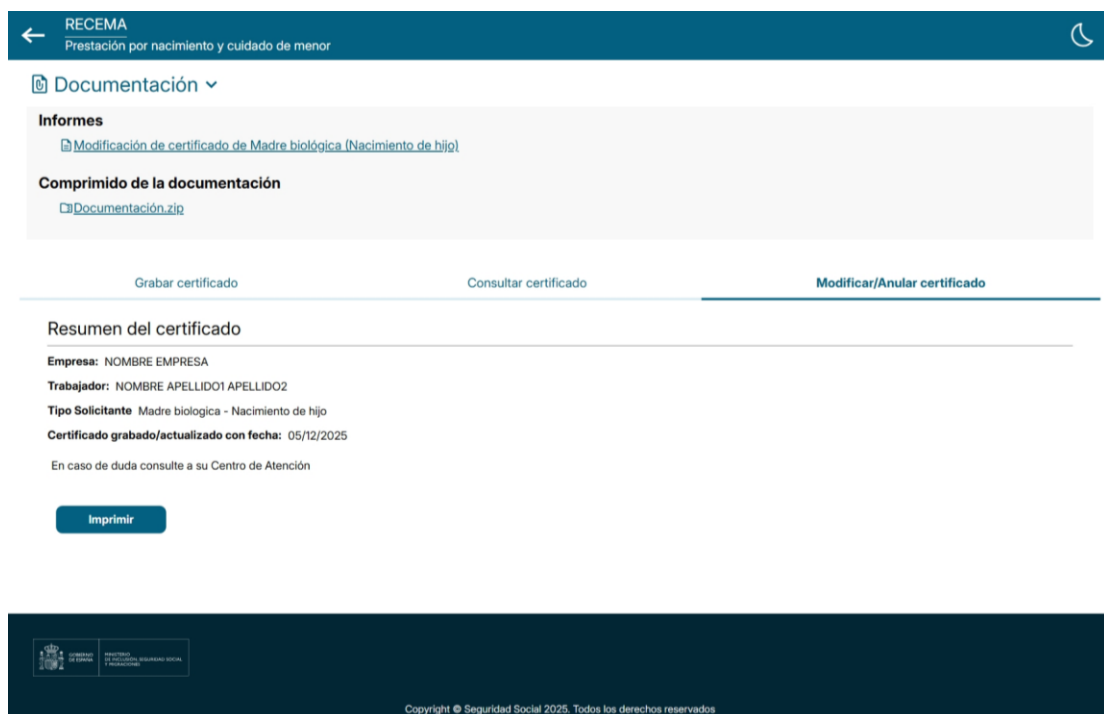 RECEMA
Prestación por nacimiento y cuidado de menor
Documentación
Informes
Modificación de certificado de Madre biológica (Nacimiento de hijo)
Comprimido de la documentación
Documentación.zip
Grabar certificado
Consultar certificado
Modificar/Anular certificado
Resumen del certificado
Empresa: NOMBRE EMPRESA
Trabajador: NOMBRE APELLIDO1 APELLIDO2
Tipo Solicitante Madre biologica - Nacimiento de hijo
Certificado grabado/actualizado con fecha: 05/12/2025
En caso de duda consulte a su Centro de Atención
Imprimir
GOBIERNO
DE ESPAÑA
MINISTERIO
DE INCLUSIÓN, SEGURIDAD SOCIAL
Y MIGRACIONES
Copyright © Seguridad Social 2025. Todos los derechos reservados